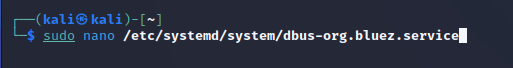 ┌──(kali㉿kali)-[~]
└─$ sudo nano /etc/systemd/system/dbus-org.bluez.service